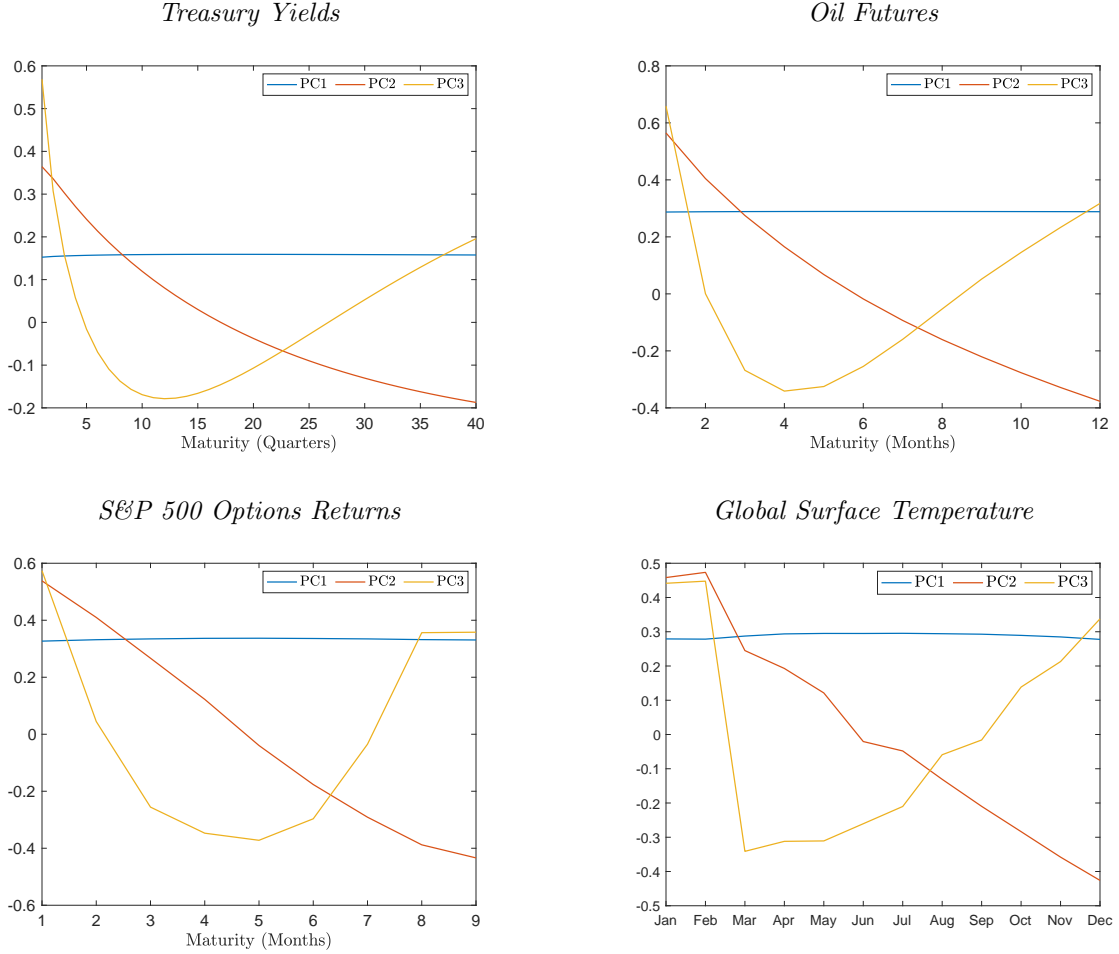 Treasury Yields
Oil Futures
0.6
0.5
0.4
0.3
0.2
0.1
0
-0.1
-0.2
PC1 PC2 PC3
5 10 15 20 25 30 35 40
Maturity (Quarters)
0.8
0.6
0.4
0.2
0
-0.2
-0.4
PC1 PC2 PC3
2 4 6 8 10 12
Maturity (Months)
S&P 500 Options Returns
Global Surface Temperature
0.6
0.4
0.2
0
-0.2
-0.4
-0.6
PC1 PC2 PC3
1 2 3 4 5 6 7 8 9
Maturity (Months)
0.5
0.4
0.3
0.2
0.1
0
-0.1
-0.2
-0.3
-0.4
-0.5
PC1 PC2 PC3
Jan Feb Mar Apr May Jun Jul Aug Sep Oct Nov Dec